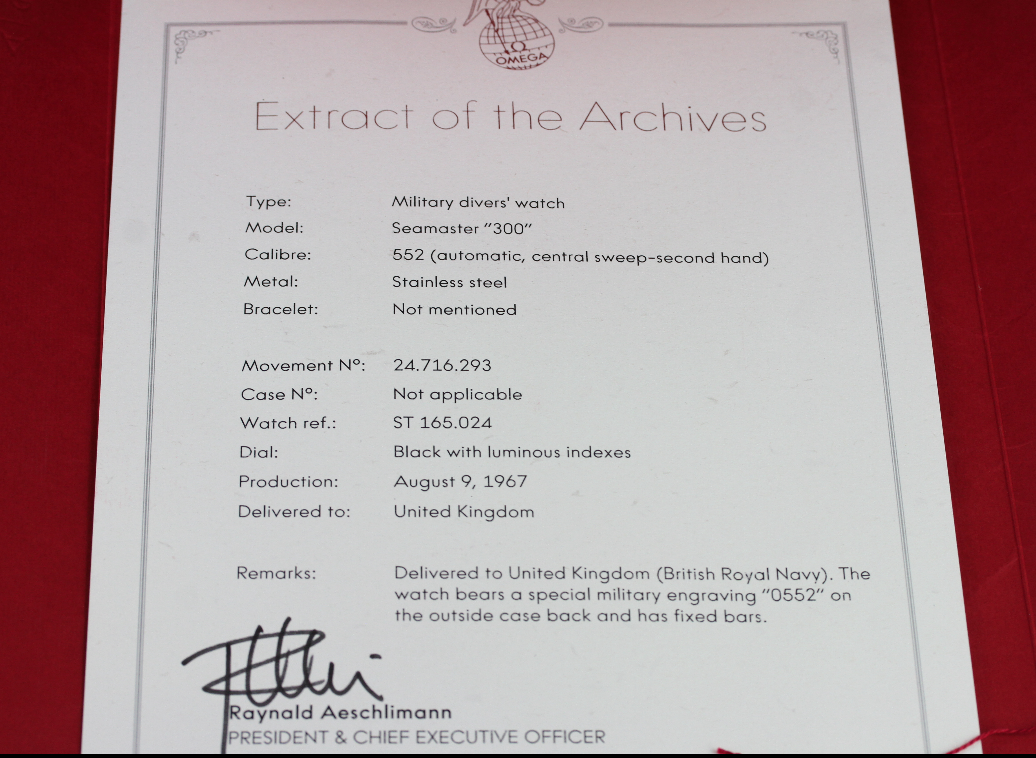 Ω
OMEGA
Extract of the Archives
Type: Military divers' watch
Model: Seamaster "300"
Calibre: 552 (automatic, central sweep-second hand)
Metal: Stainless steel
Bracelet: Not mentioned
Movement Nº: 24.716.293
Case Nº: Not applicable
Watch ref.: ST 165.024
Dial: Black with luminous indexes
Production: August 9, 1967
Delivered to: United Kingdom
Remarks: Delivered to United Kingdom (British Royal Navy). The
watch bears a special military engraving "0552" on
the outside case back and has fixed bars.
Raynald Aeschlimann
PRESIDENT & CHIEF EXECUTIVE OFFICER